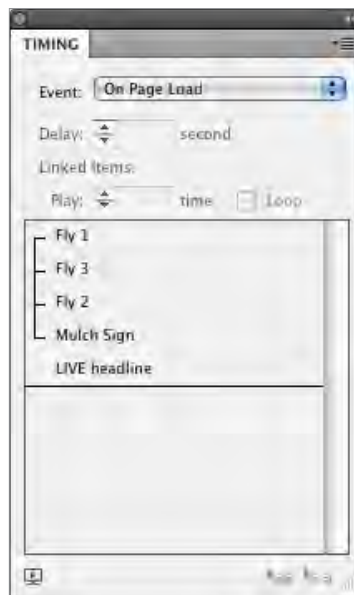 TIMING
Event: On Page Load
Delay: second
Linked Items:
Play: time Loop
Fly 1
Fly 3
Fly 2
Mulch Sign
LIVE headline